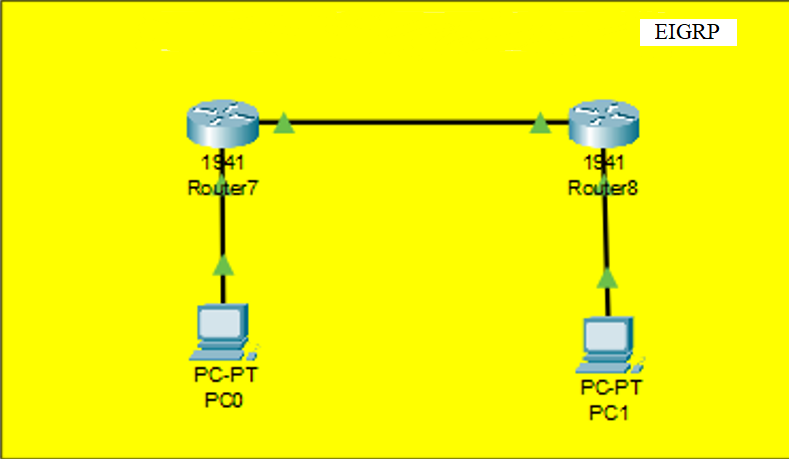 EIGRP
1941
Router7
1941
Router8
PC-PT
PC0
PC-PT
PC1